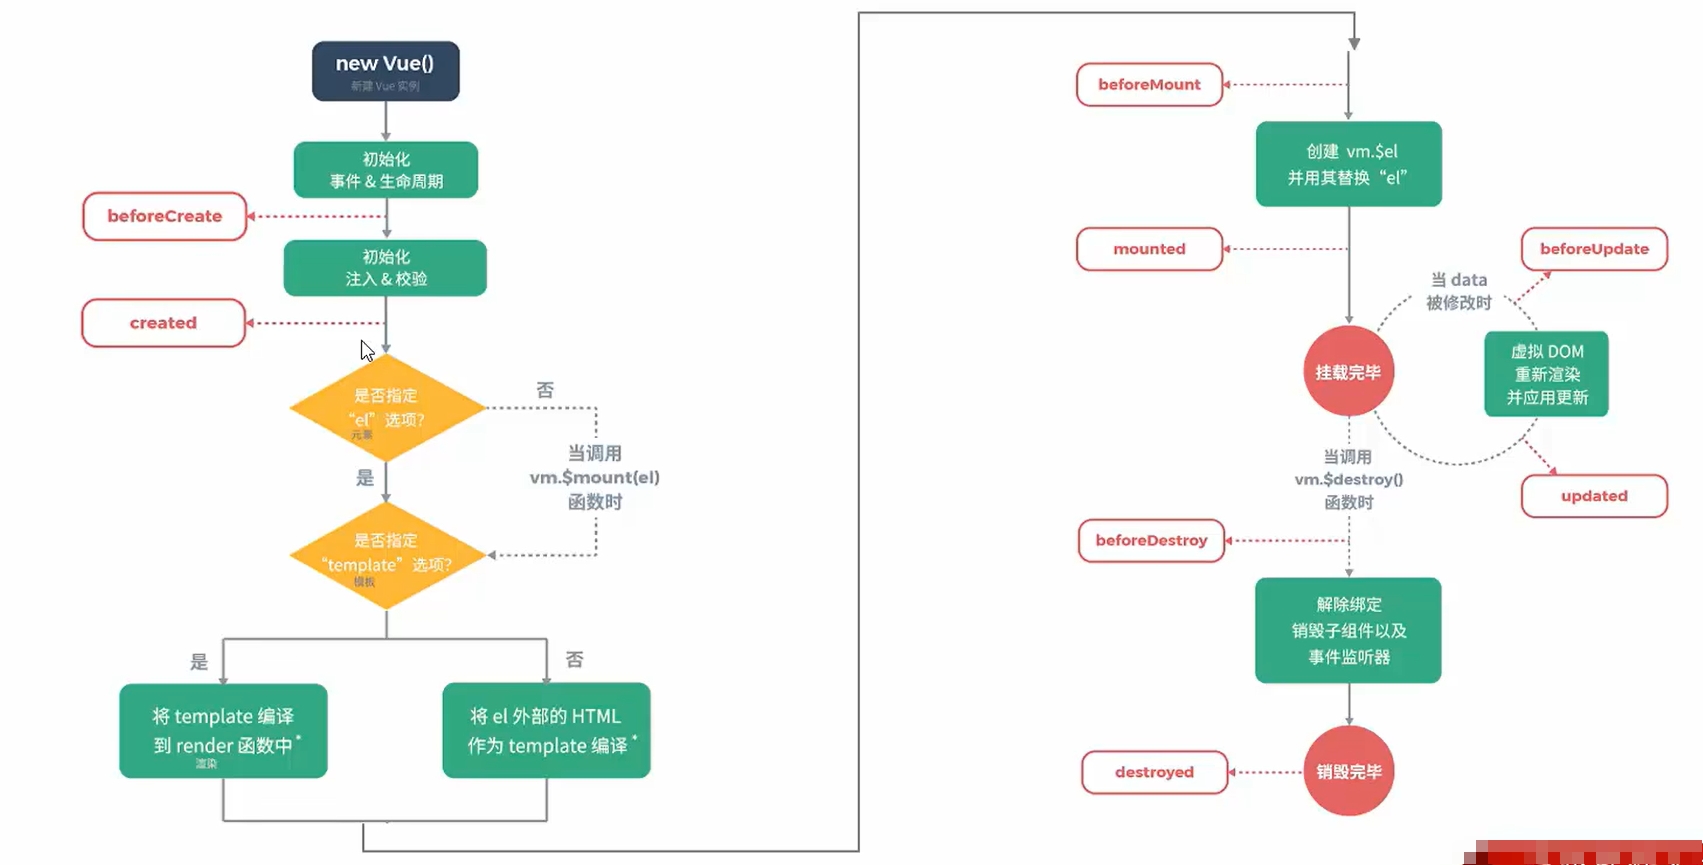 new Vue()
新建 Vue 实例
初始化
事件 & 生命周期
beforeCreate
初始化
注入 & 校验
created
是否指定
“el”选项?
元素
否
是
当调用
vm.$mount(el)
函数时
是否指定
“template”选项?
模板
是
否
将 template 编译
到 render 函数中*
渲染
将 el 外部的 HTML
作为 template 编译*
beforeMount
创建 vm.$el
并用其替换“el”
mounted
beforeUpdate
当 data
被修改时
挂载完毕
虚拟 DOM
重新渲染
并应用更新
updated
当调用
vm.$destroy()
函数时
beforeDestroy
解除绑定
销毁子组件以及
事件监听器
destroyed
销毁完毕